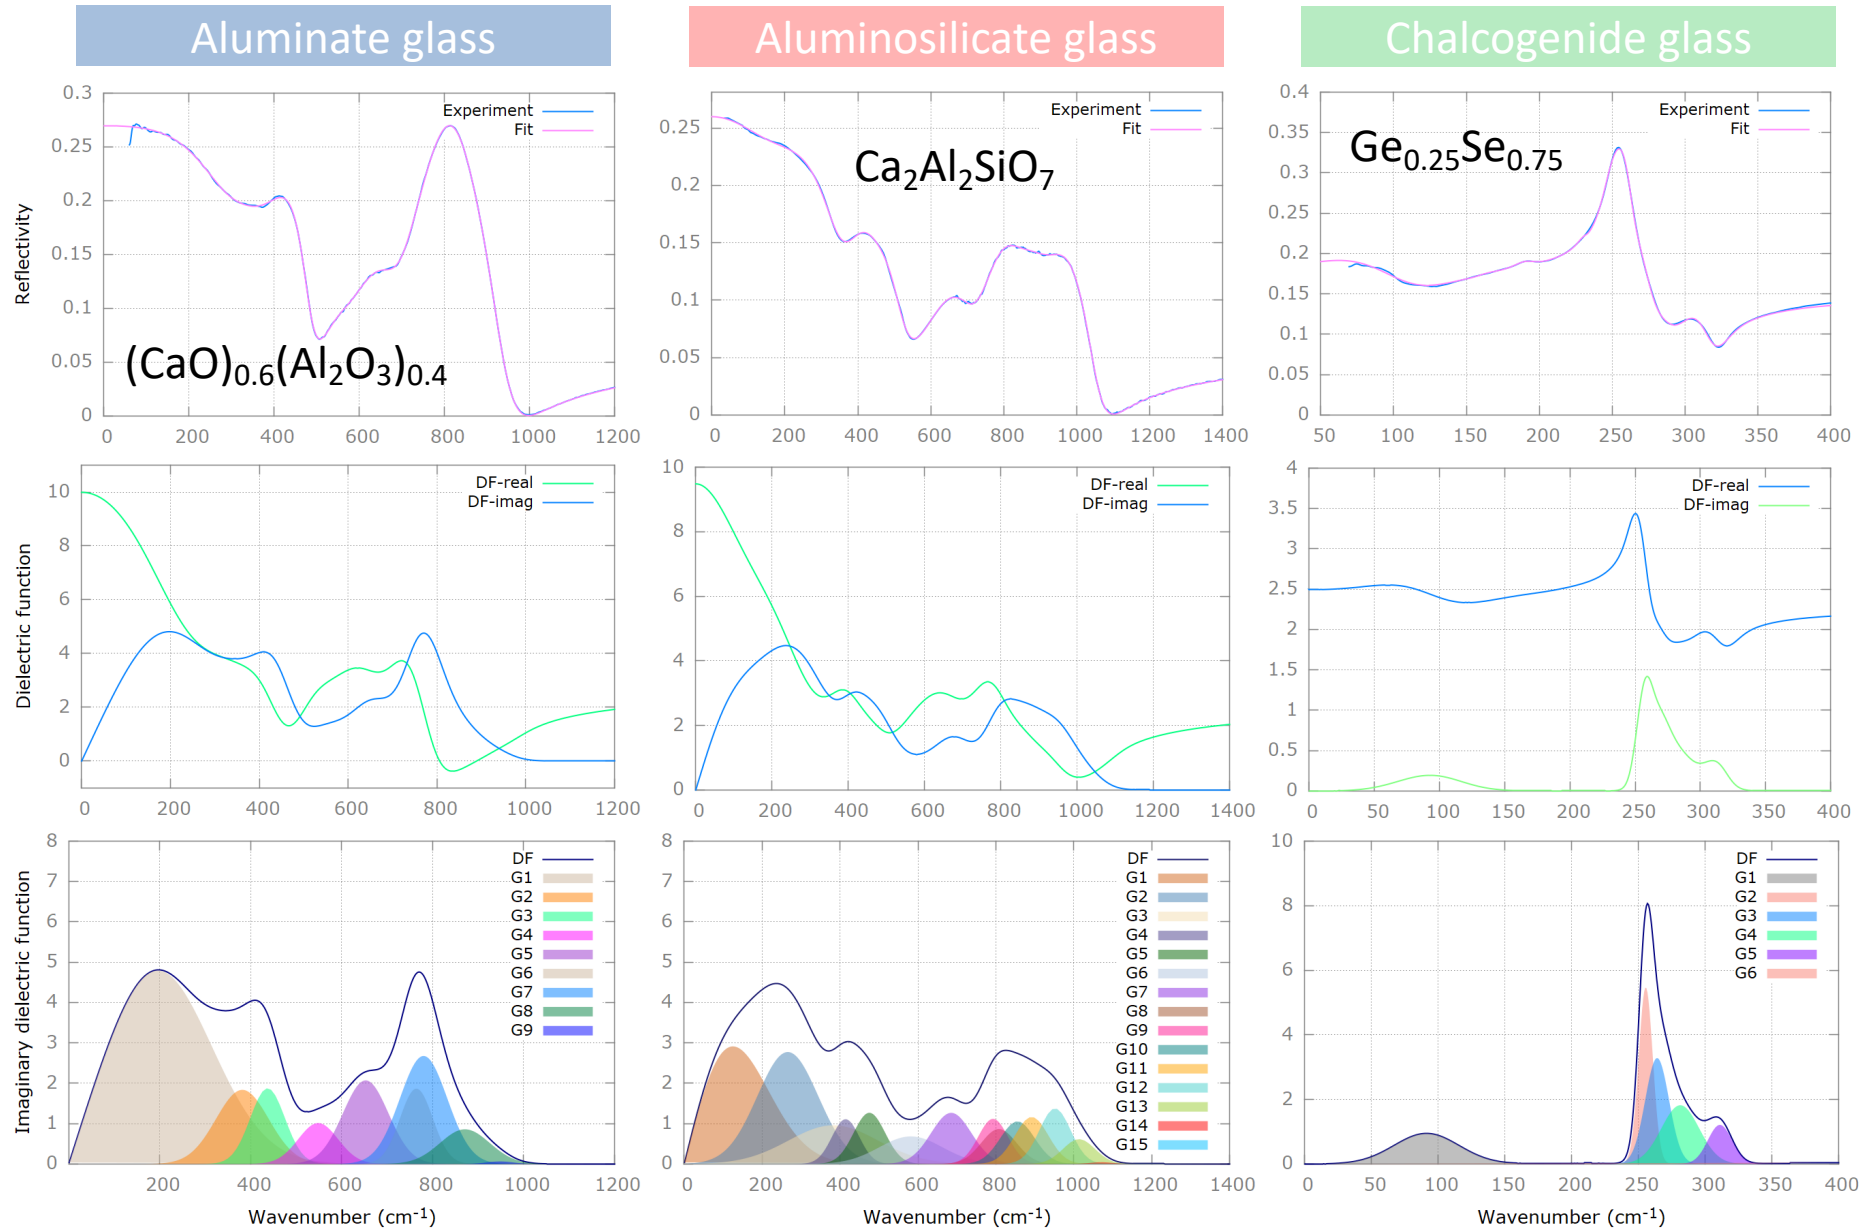 Aluminate glass
Aluminosilicate glass
Chalcogenide glass
Reflectivity
0.3
0.25
0.2
0.15
0.1
0.05
0
Experiment
Fit
(CaO)0.6(Al2O3)0.4
0 200 400 600 800 1000 1200
0.25
0.2
0.15
0.1
0.05
0
Experiment
Fit
Ca2Al2SiO7
0 200 400 600 800 1000 1200 1400
0.4
0.35
0.3
0.25
0.2
0.15
0.1
0.05
0
Experiment
Fit
Ge0.25Se0.75
50 100 150 200 250 300 350 400
Dielectric function
10
8
6
4
2
0
DF-real
DF-imag
0 200 400 600 800 1000 1200
10
8
6
4
2
0
DF-real
DF-imag
0 200 400 600 800 1000 1200 1400
4
3.5
3
2.5
2
1.5
1
0.5
0
DF-real
DF-imag
0 50 100 150 200 250 300 350 400
Imaginary dielectric function
8
7
6
5
4
3
2
1
0
DF
G1
G2
G3
G4
G5
G6
G7
G8
G9
200 400 600 800 1000 1200
Wavenumber (cm-1)
8
7
6
5
4
3
2
1
0
DF
G1
G2
G3
G4
G5
G6
G7
G8
G9
G10
G11
G12
G13
G14
G15
0 200 400 600 800 1000 1200 1400
Wavenumber (cm-1)
10
8
6
4
2
0
DF
G1
G2
G3
G4
G5
G6
0 50 100 150 200 250 300 350 400
Wavenumber (cm-1)